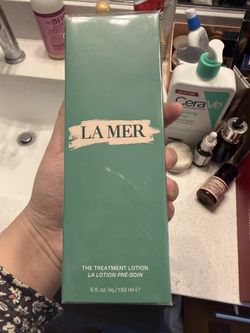 LA MER
THE TREATMENT LOTION
LA LOTION PRÉ-SOIN
5 fl. oz. liq./150 ml ℮
CeraVe